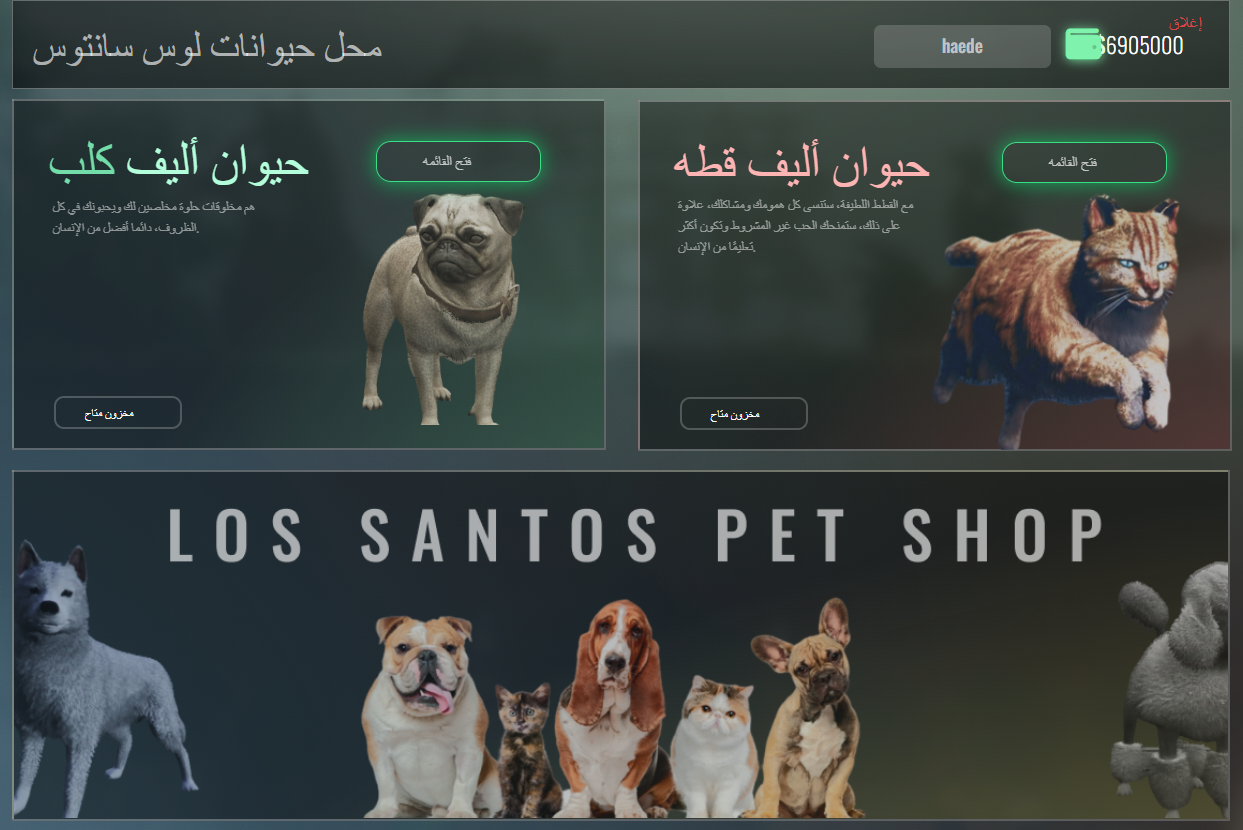 إغلاق
محل حيوانات لوس سانتوس
haede
$6905000
حيوان أليف كلب
فتح القائمه
هم مخلوقات حلوة مخلصين لك ويحبونك في كل
الظروف، دائما أفضل من الإنسان.
مخزون متاح
حيوان أليف قطه
فتح القائمه
مع القطط اللطيفة، ستنسى كل همومك ومشاكلك، علاوة
على ذلك، ستمنحك الحب غير المشروط وتكون أكثر
تعليقًا من الإنسان.
مخزون متاح
LOS SANTOS PET SHOP